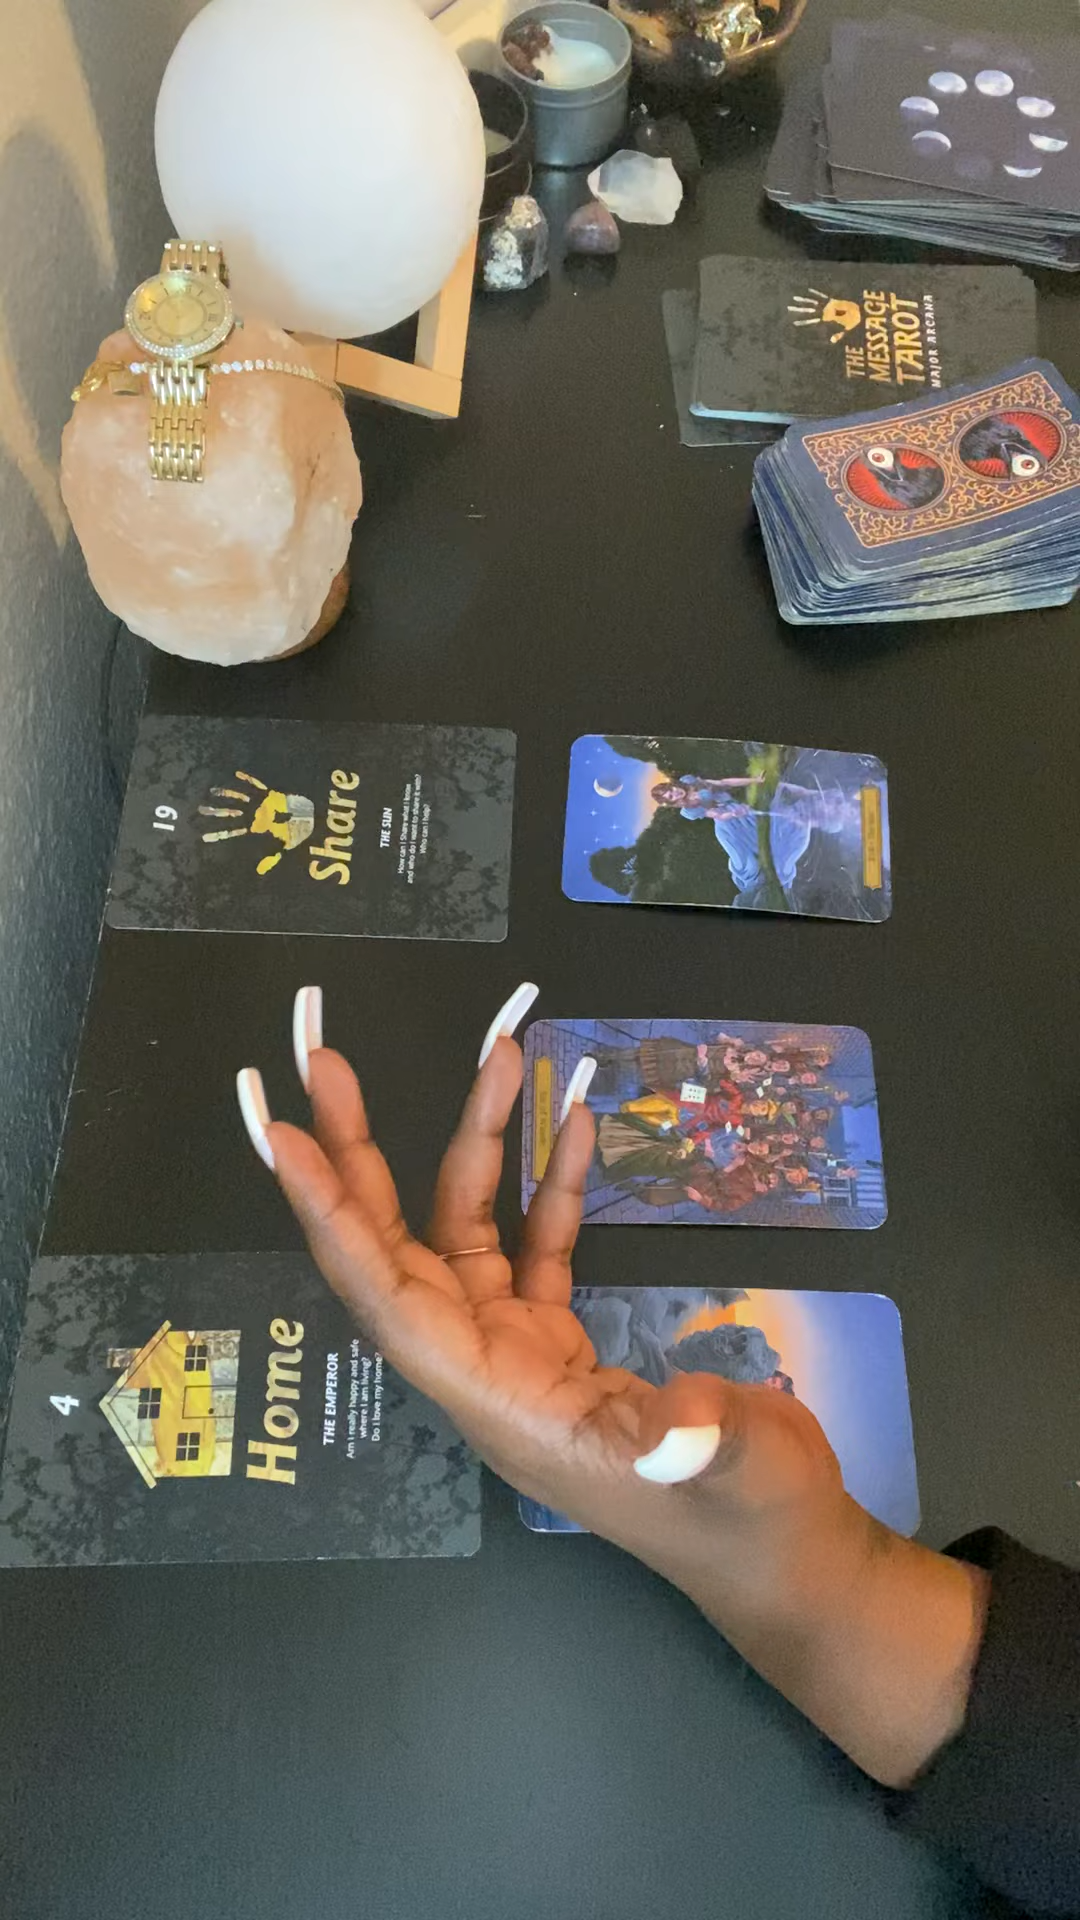 THE
MESSAGE
TAROT
MAJOR ARCANA
19
Share
THE SUN
How can I Share what I know
and who do I want to share it with?
Who can I help?
4
Home
THE EMPEROR
Am I really happy and safe
where I am living?
Do I love my home?